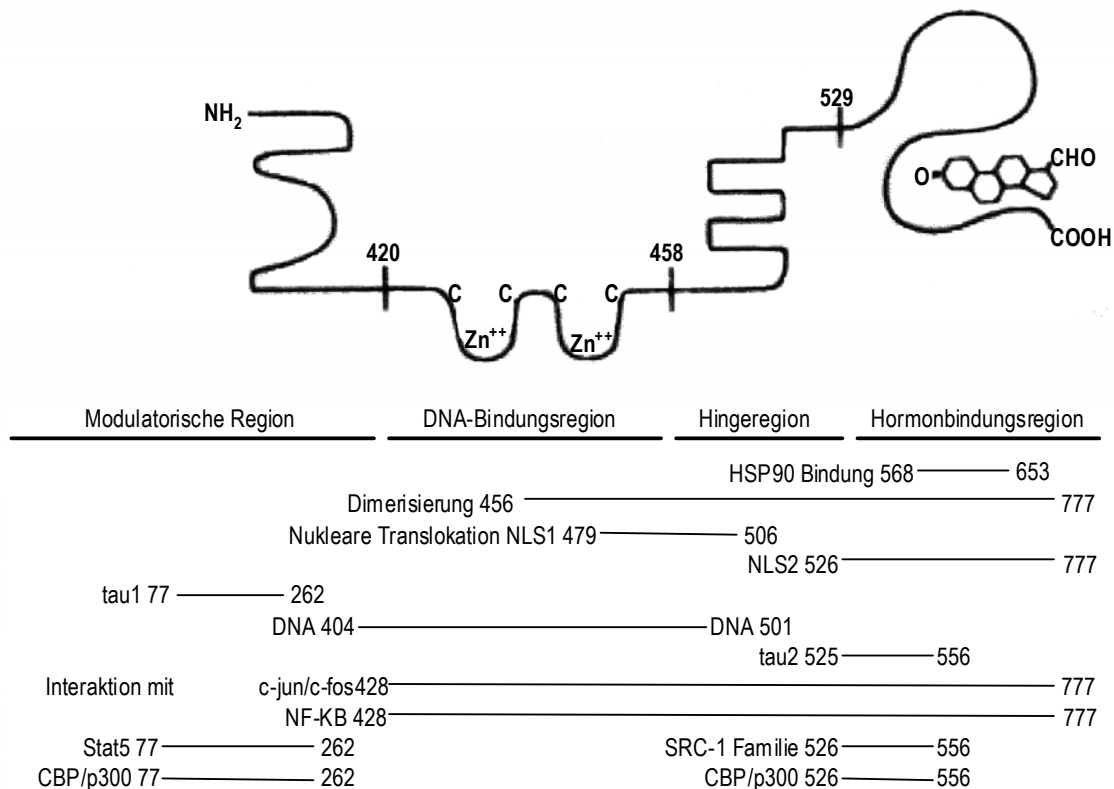 529
NH2
CHO
O
COOH
420
458
C C C C
Zn++ Zn++
Modulatorische Region DNA-Bindungsregion Hingeregion Hormonbindungsregion
HSP90 Bindung 568 653
Dimerisierung 456 777
Nukleare Translokation NLS1 479 506
NLS2 526 777
tau1 77 262
DNA 404 DNA 501
tau2 525 556
Interaktion mit c-jun/c-fos428 777
NF-KB 428 777
Stat5 77 262 SRC-1 Familie 526 556
CBP/p300 77 262 CBP/p300 526 556